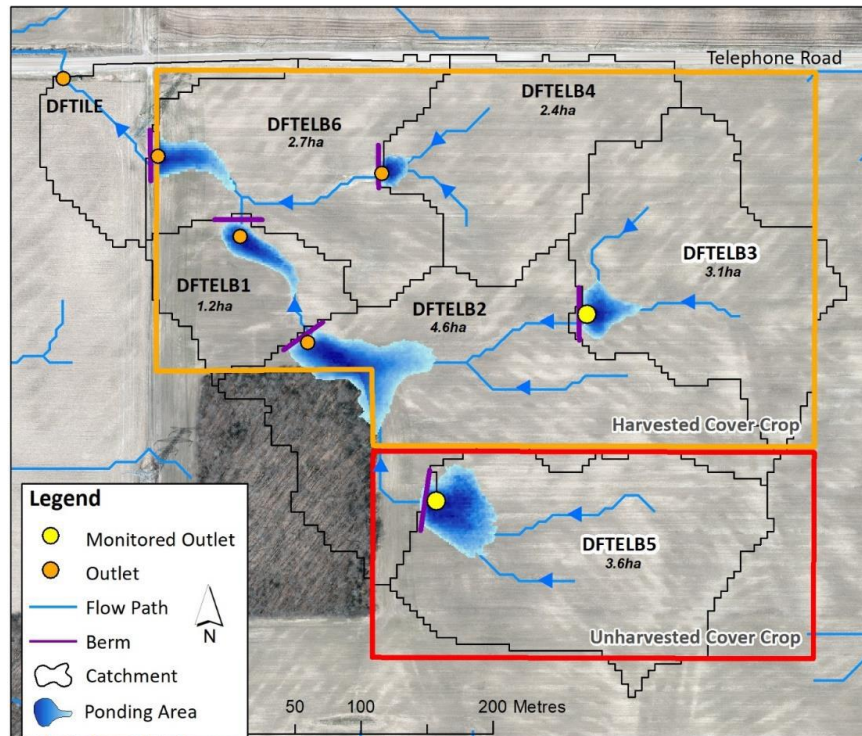 Telephone Road
DFTELB4
2.4ha
DFTILE
DFTELB6
2.7ha
DFTELB3
3.1ha
DFTELB1
1.2ha
DFTELB2
4.6ha
Harvested Cover Crop
DFTELB5
3.6ha
Unharvested Cover Crop
Legend
Monitored Outlet
Outlet
Flow Path
Berm
N
Catchment
Ponding Area
50 100 200 Metres